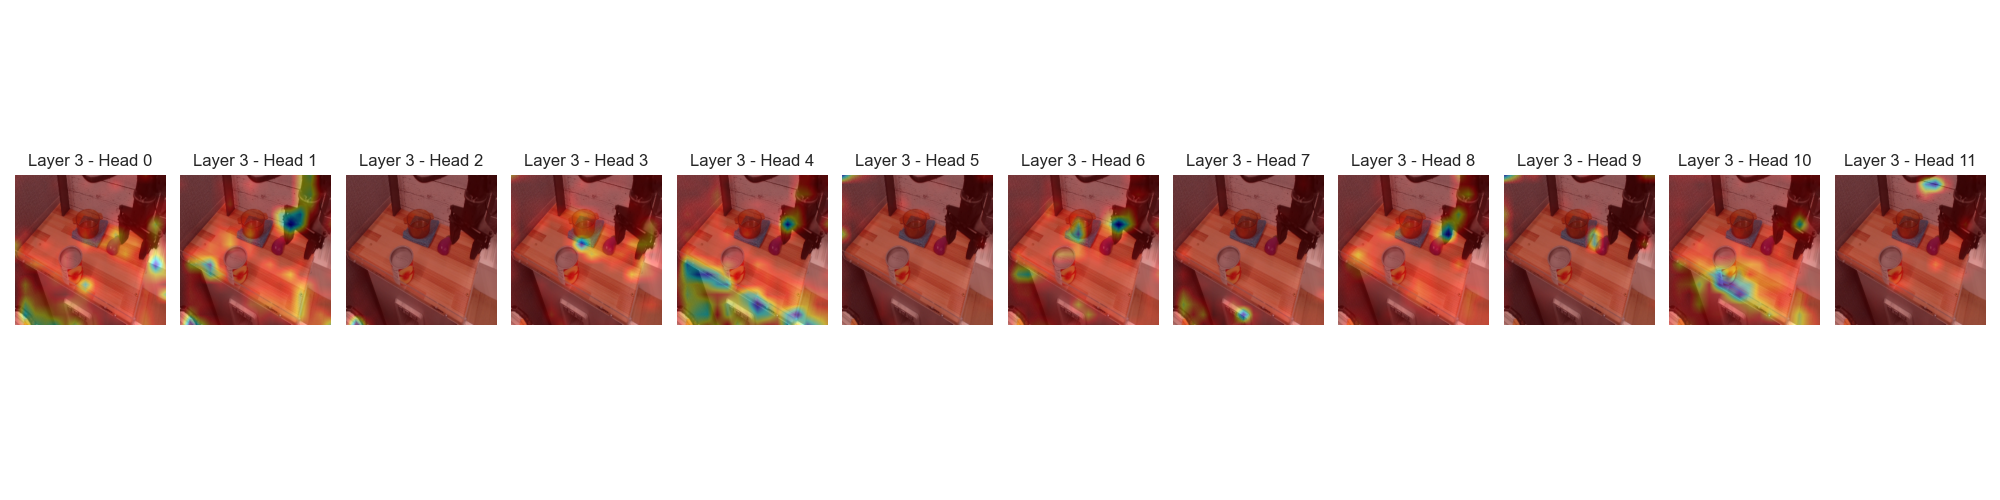 Layer 3 - Head 0
Layer 3 - Head 1
Layer 3 - Head 2
Layer 3 - Head 3
Layer 3 - Head 4
Layer 3 - Head 5
Layer 3 - Head 6
Layer 3 - Head 7
Layer 3 - Head 8
Layer 3 - Head 9
Layer 3 - Head 10
Layer 3 - Head 11